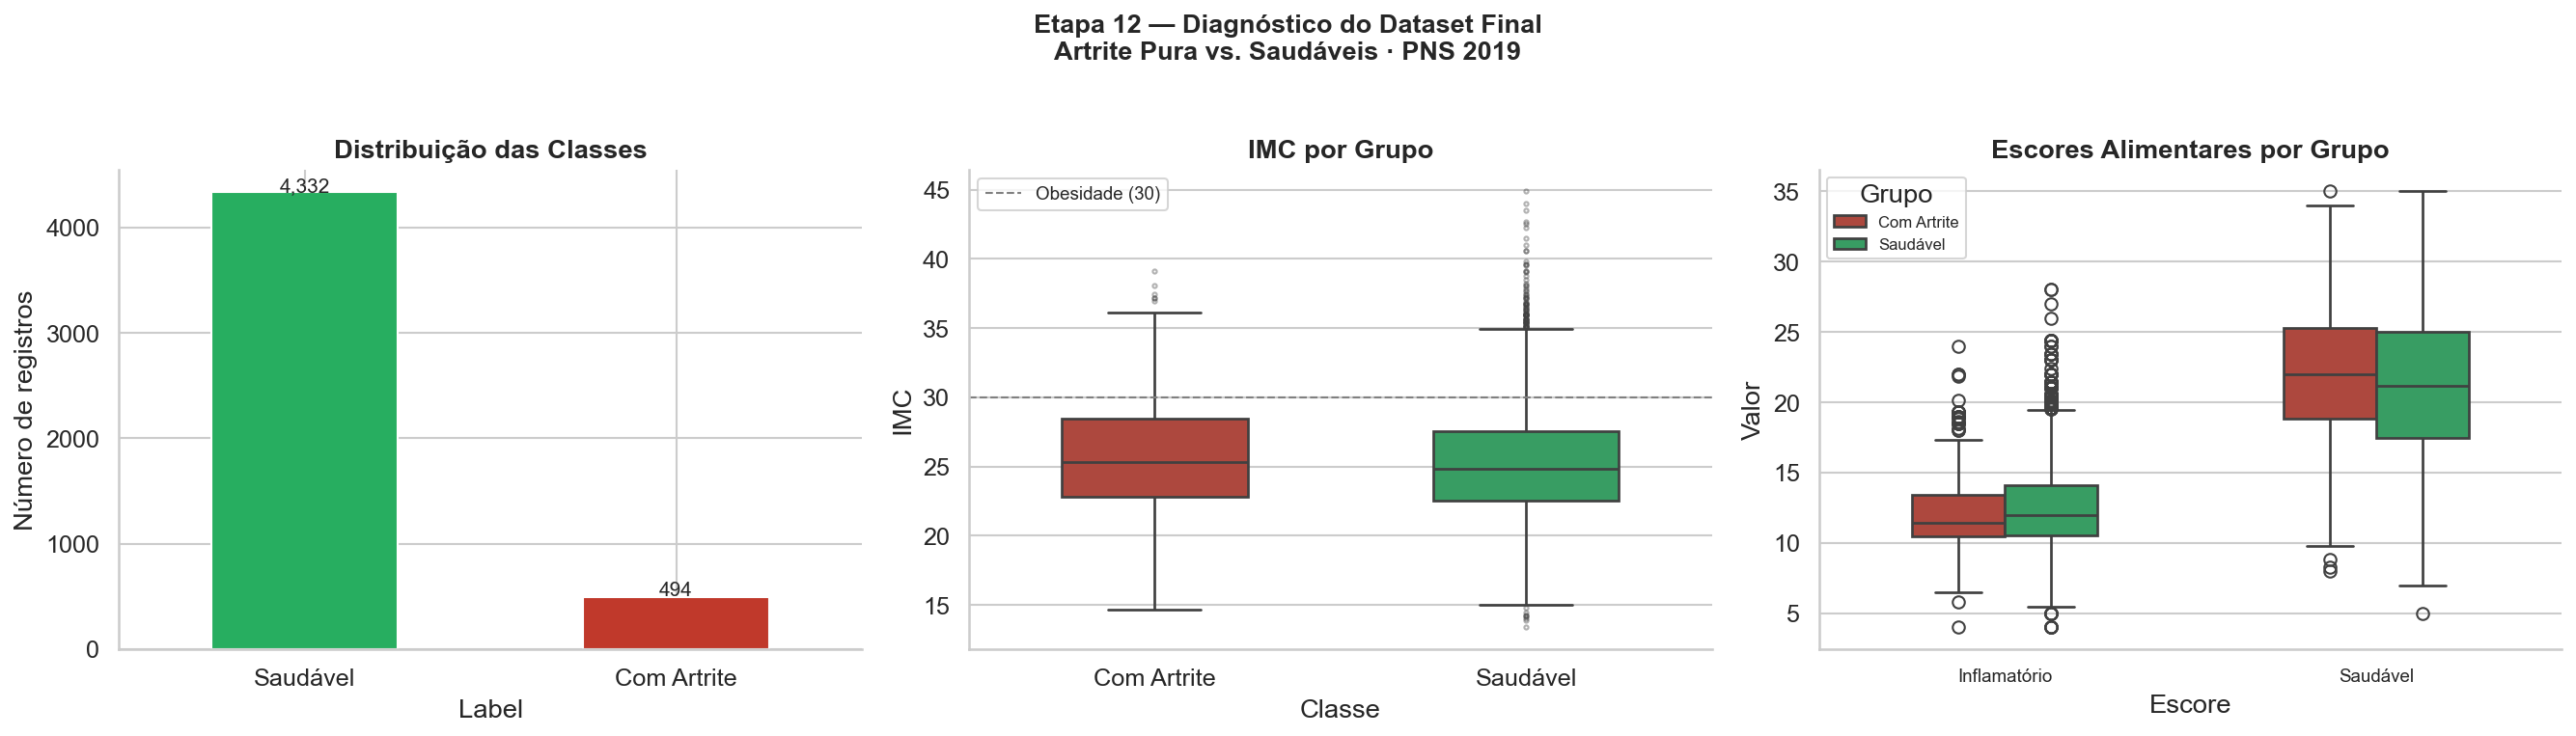 Etapa 12 — Diagnóstico do Dataset Final
Artrite Pura vs. Saudáveis · PNS 2019
Distribuição das Classes
4,332
494
4000
3000
2000
1000
0
Número de registros
Saudável
Com Artrite
Label
IMC por Grupo
Obesidade (30)
45
40
35
30
25
20
15
IMC
Com Artrite
Saudável
Classe
Escores Alimentares por Grupo
Grupo
Com Artrite
Saudável
35
30
25
20
15
10
5
Valor
Inflamatório
Saudável
Escore